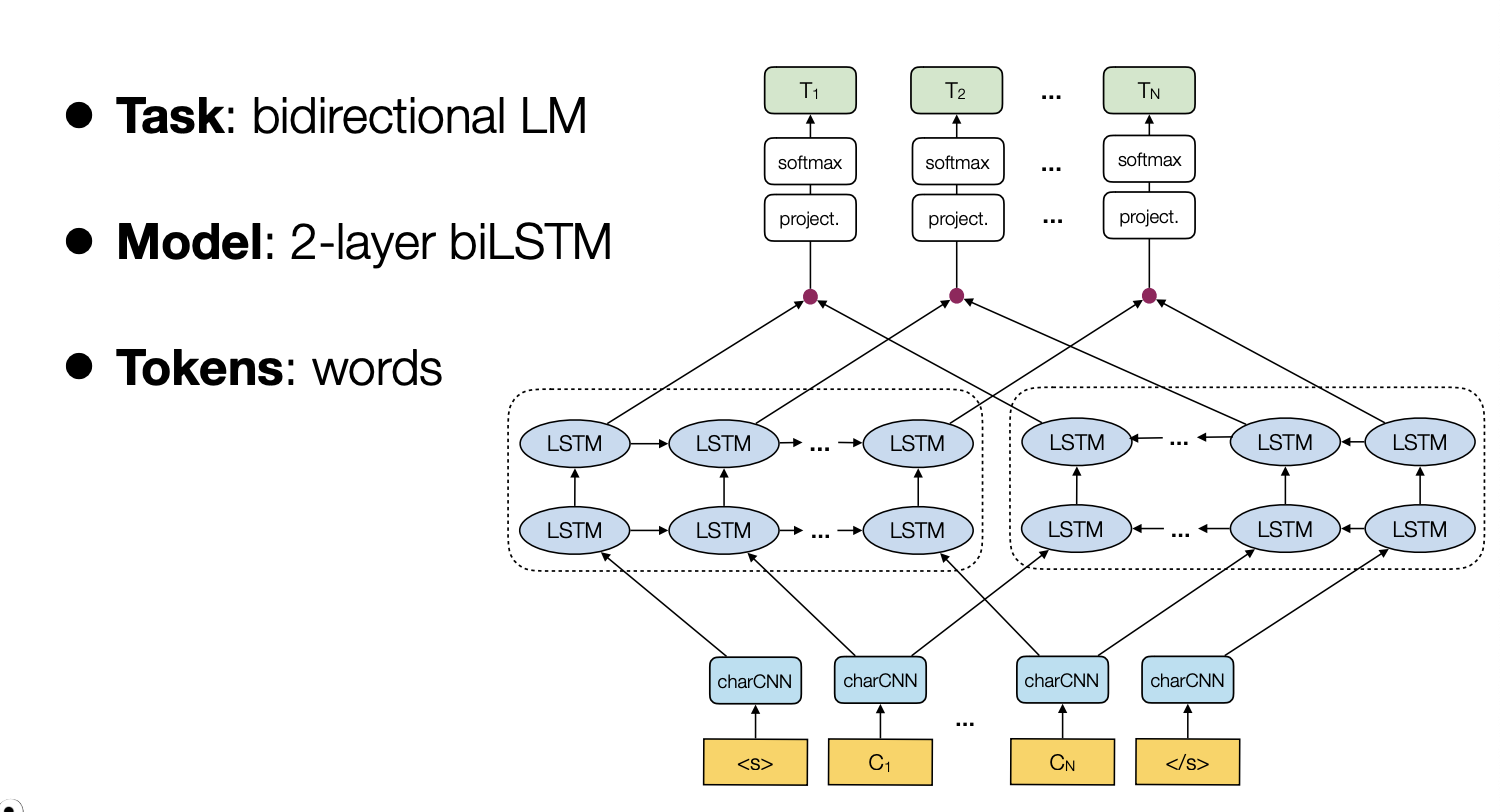 ● Task: bidirectional LM
● Model: 2-layer biLSTM
● Tokens: words
T1 T2 ... TN
softmax softmax ... softmax
project. project. ... project.
LSTM LSTM ... LSTM LSTM ... LSTM LSTM
LSTM LSTM ... LSTM LSTM ... LSTM LSTM
charCNN charCNN charCNN charCNN
...
<s> C1 CN </s>